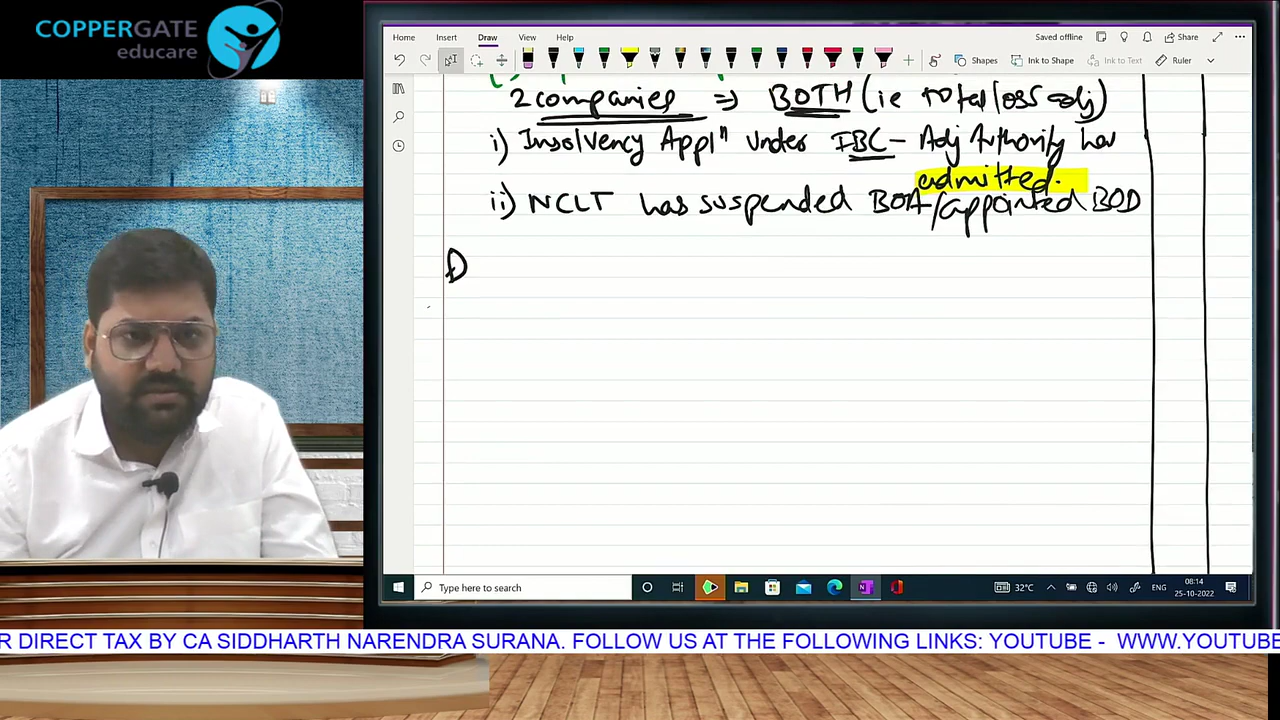 COPPERGATE
educare
Home Insert Draw View Help
Saved offline
Share
Shapes
Ink to Shape
Ink to Text
Ruler
2 companies ⇒ BOTH (ie total loss adj)
i) Insolvency Appl" under IBC - Adj Authority has
admitted.
ii) NCLT has suspended BOD/appointed BOD
D
Type here to search
32°C
ENG
08:14
25-10-2022
R DIRECT TAX BY CA SIDDHARTH NARENDRA SURANA. FOLLOW US AT THE FOLLOWING LINKS: YOUTUBE - WWW.YOUTUBE